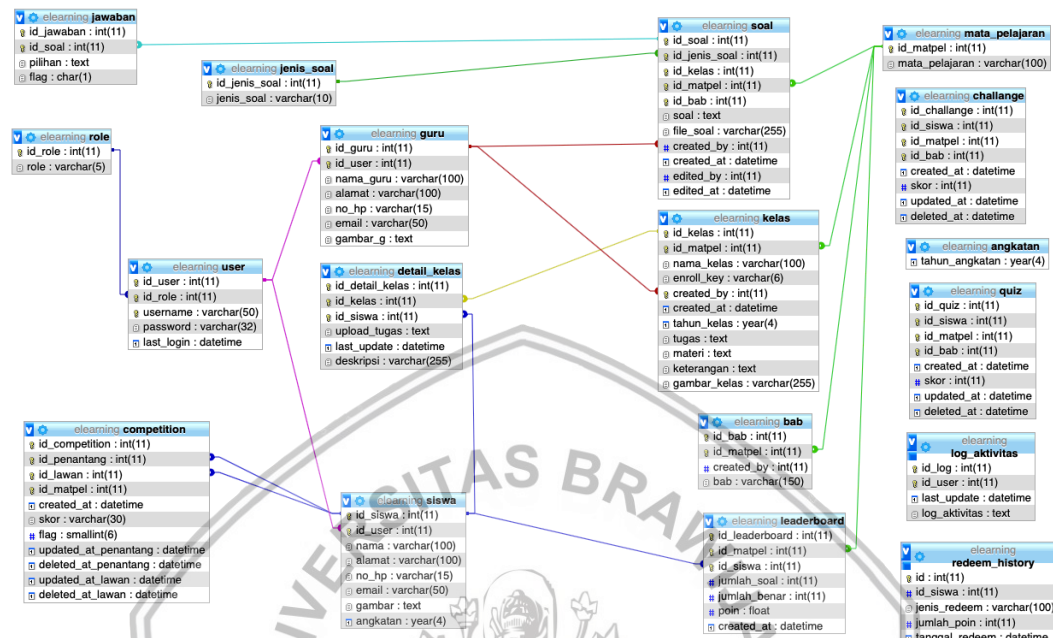 elearning jawaban
id_jawaban : int(11)
id_soal : int(11)
pilihan : text
flag : char(1)
elearning jenis_soal
id_jenis_soal : int(11)
jenis_soal : varchar(10)
elearning soal
id_soal : int(11)
id_jenis_soal : int(11)
id_kelas : int(11)
id_matpel : int(11)
id_bab : int(11)
soal : text
file_soal : varchar(255)
created_by : int(11)
created_at : datetime
edited_by : int(11)
edited_at : datetime
elearning mata_pelajaran
id_matpel : int(11)
mata_pelajaran : varchar(100)
elearning challange
id_challange : int(11)
id_siswa : int(11)
id_matpel : int(11)
id_bab : int(11)
created_at : datetime
skor : int(11)
updated_at : datetime
deleted_at : datetime
elearning role
id_role : int(11)
role : varchar(5)
elearning guru
id_guru : int(11)
id_user : int(11)
nama_guru : varchar(100)
alamat : varchar(100)
no_hp : varchar(15)
email : varchar(50)
gambar_g : text
elearning kelas
id_kelas : int(11)
id_matpel : int(11)
nama_kelas : varchar(100)
enroll_key : varchar(6)
created_by : int(11)
created_at : datetime
tahun_kelas : year(4)
tugas : text
materi : text
keterangan : text
gambar_kelas : varchar(255)
elearning angkatan
tahun_angkatan : year(4)
elearning user
id_user : int(11)
id_role : int(11)
username : varchar(50)
password : varchar(32)
last_login : datetime
elearning detail_kelas
id_detail_kelas : int(11)
id_kelas : int(11)
id_siswa : int(11)
upload_tugas : text
last_update : datetime
deskripsi : varchar(255)
elearning quiz
id_quiz : int(11)
id_siswa : int(11)
id_matpel : int(11)
id_bab : int(11)
created_at : datetime
skor : int(11)
updated_at : datetime
deleted_at : datetime
elearning competition
id_competition : int(11)
id_penantang : int(11)
id_lawan : int(11)
id_matpel : int(11)
created_at : datetime
skor : varchar(30)
flag : smallint(6)
updated_at_penantang : datetime
deleted_at_penantang : datetime
updated_at_lawan : datetime
deleted_at_lawan : datetime
elearning bab
id_bab : int(11)
id_matpel : int(11)
created_by : int(11)
bab : varchar(150)
elearning
log_aktivitas
id_log : int(11)
id_user : int(11)
last_update : datetime
log_aktivitas : text
elearning siswa
id_siswa : int(11)
id_user : int(11)
nama : varchar(100)
alamat : varchar(100)
no_hp : varchar(15)
email : varchar(50)
gambar : text
angkatan : year(4)
elearning leaderboard
id_leaderboard : int(11)
id_matpel : int(11)
id_siswa : int(11)
jumlah_soal : int(11)
jumlah_benar : int(11)
poin : float
created_at : datetime
elearning
redeem_history
id : int(11)
id_siswa : int(11)
jenis_redeem : varchar(100)
jumlah_poin : int(11)
tanggal_redeem : datetime